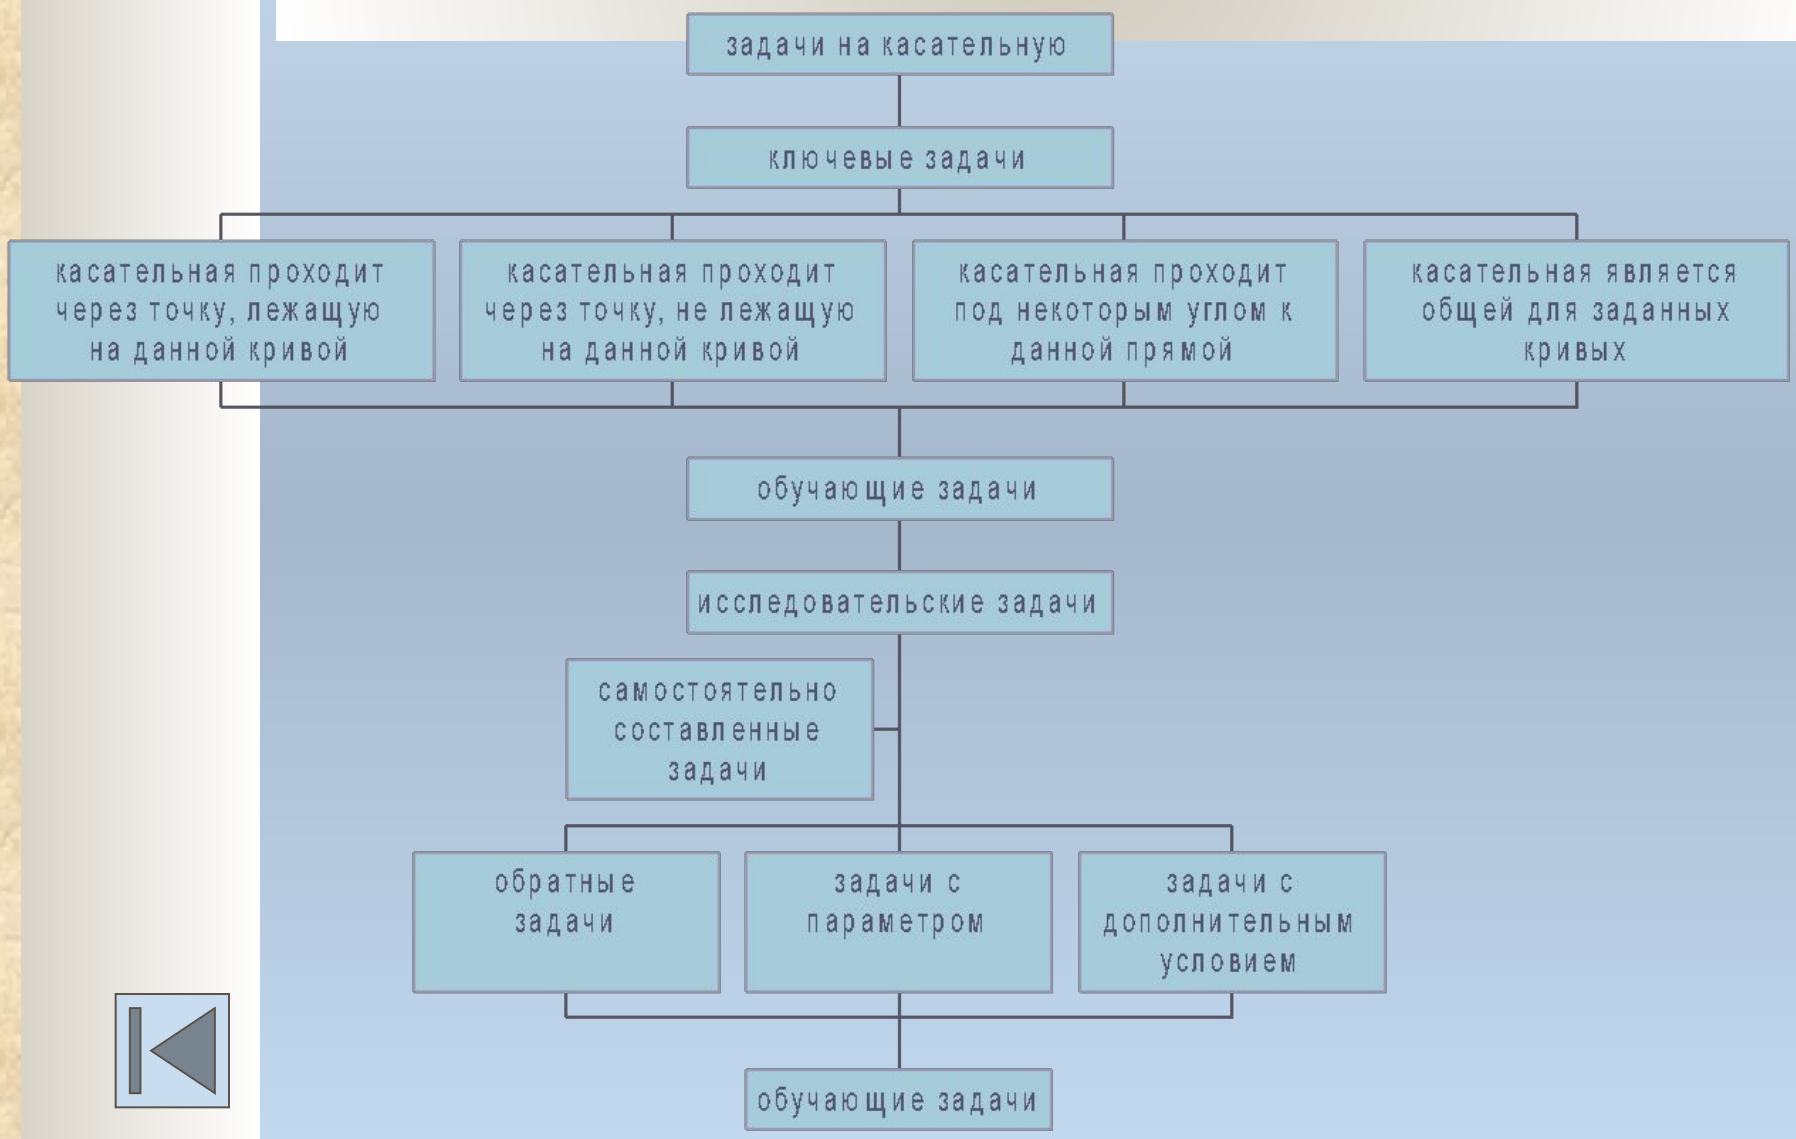 задачи на касательную
ключевые задачи
касательная проходит
через точку, лежащую
на данной кривой
касательная проходит
через точку, не лежащую
на данной кривой
касательная проходит
под некоторым углом к
данной прямой
касательная является
общей для заданных
кривых
обучающие задачи
исследовательские задачи
самостоятельно
составленные
задачи
обратные
задачи
задачи с
параметром
задачи с
дополнительным
условием
обучающие задачи